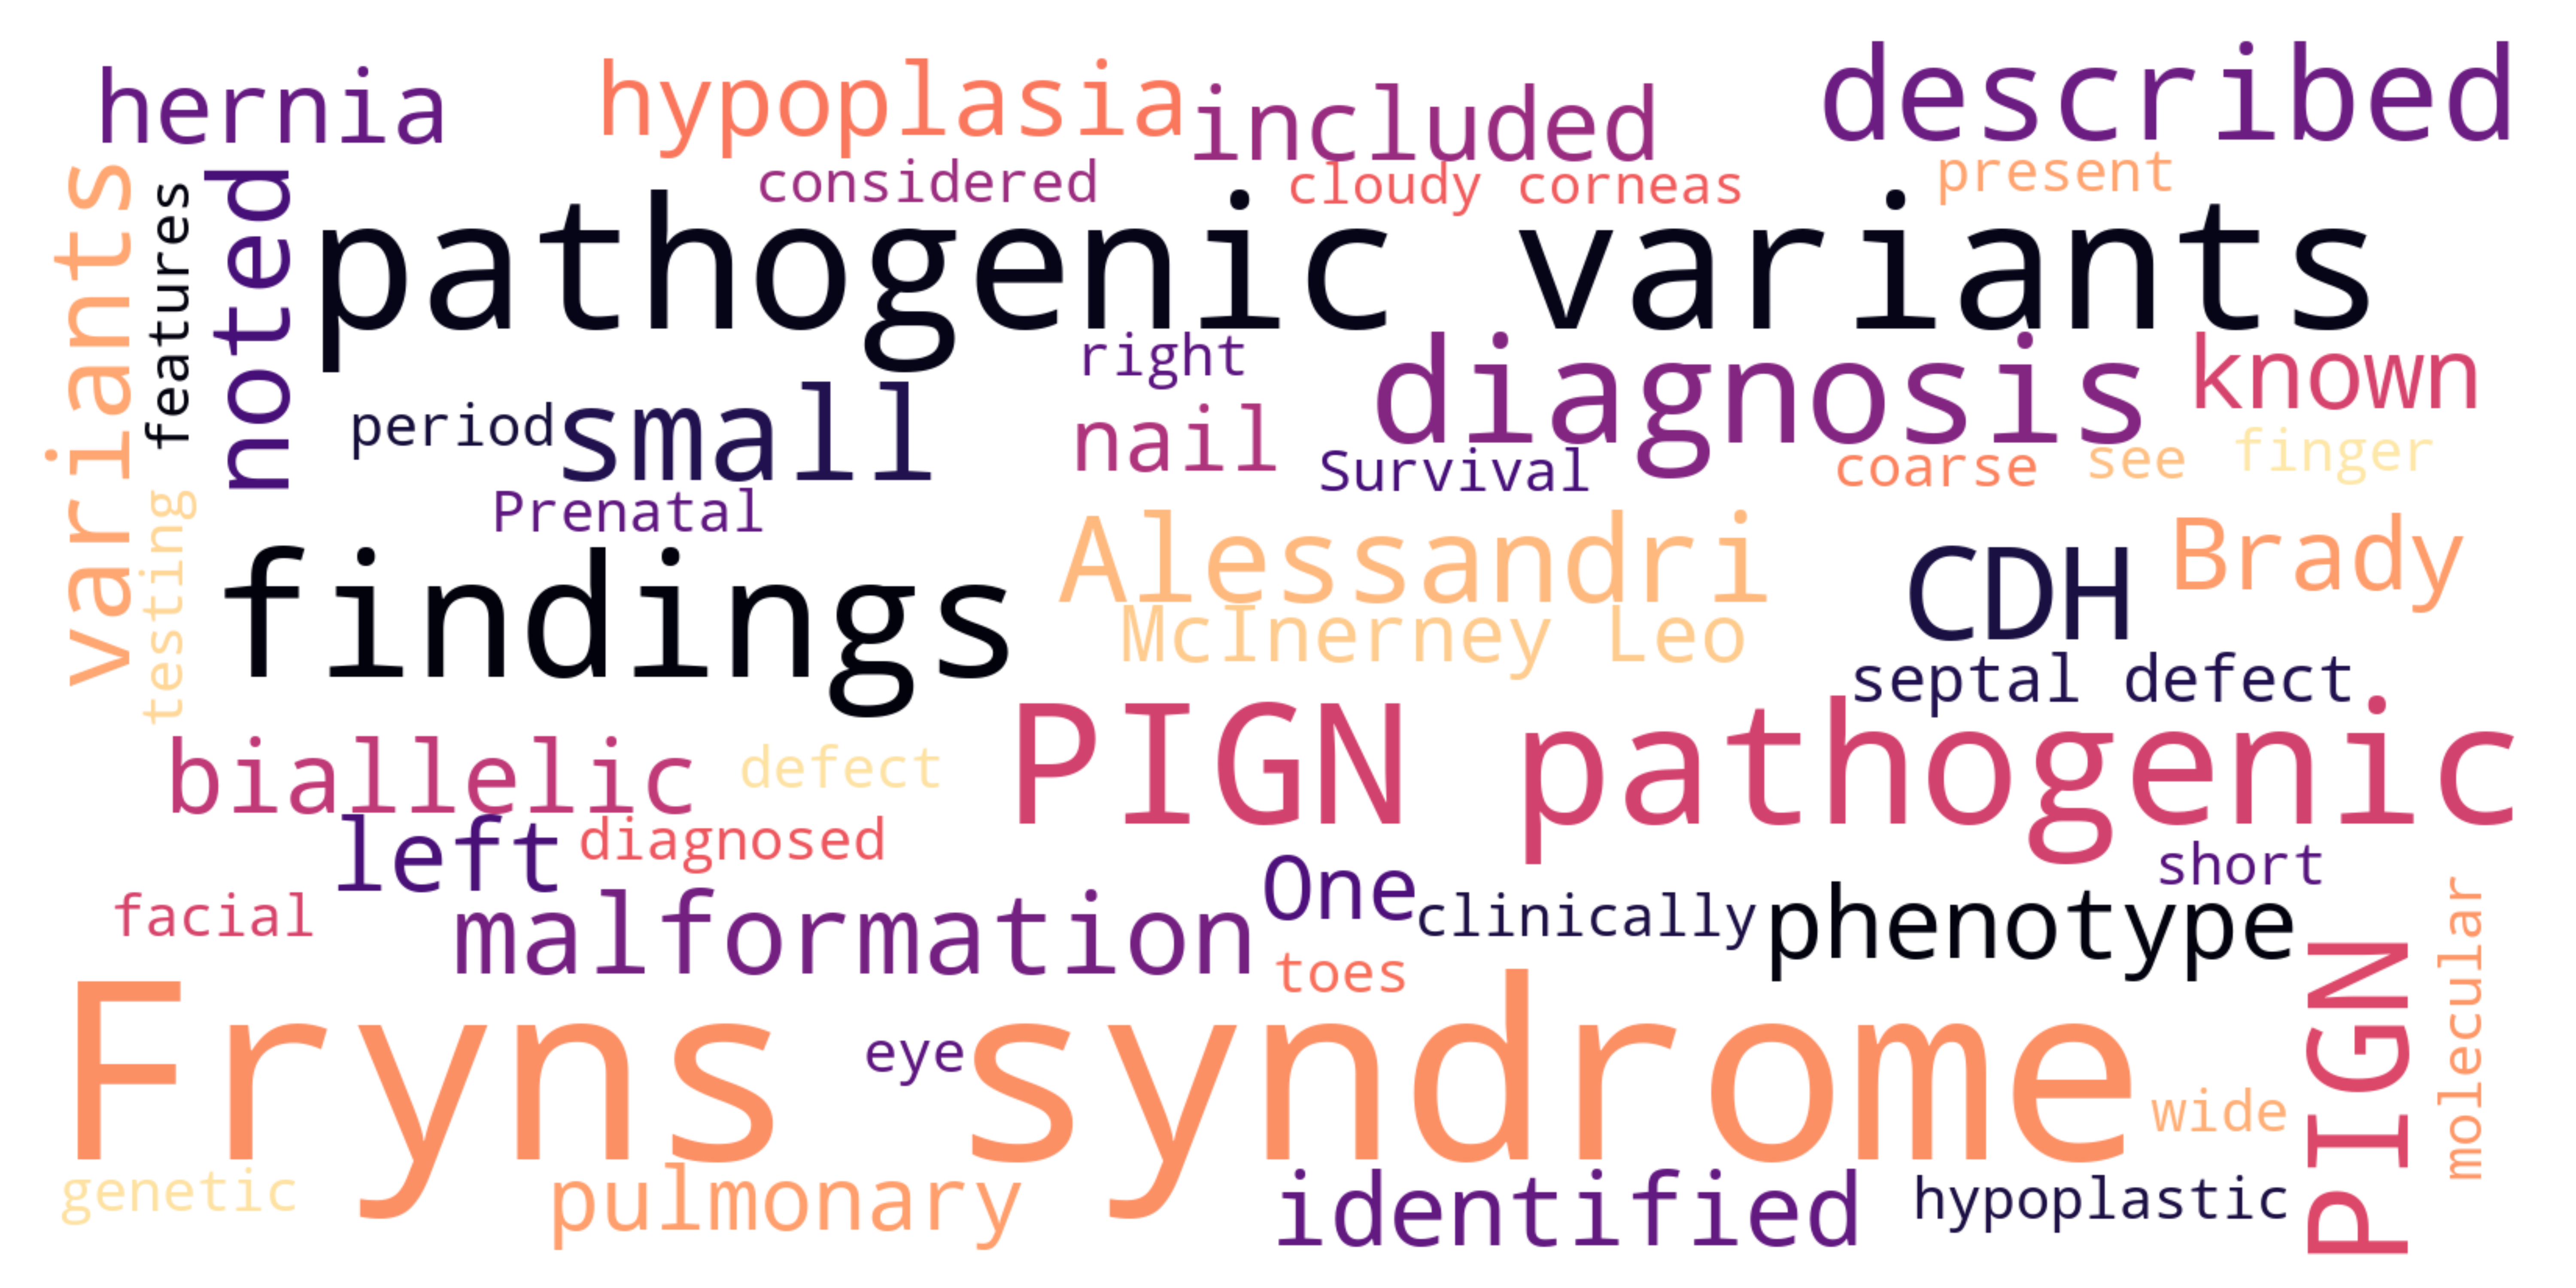 hernia
hypoplasia
included
described
considered
cloudy corneas
present
variants
features
noted
pathogenic variants
right
diagnosis
known
period
small
nail
Survival
coarse
see
finger
Prenatal
testing
findings
Alessandri
McInerney Leo
CDH
Brady
septal defect
biallelic
defect
PIGN pathogenic
left
diagnosed
One
short
facial
malformation
clinically
phenotype
toes
PIGN
molecular
Fryns syndrome
eye
wide
genetic
pulmonary
identified
hypoplastic